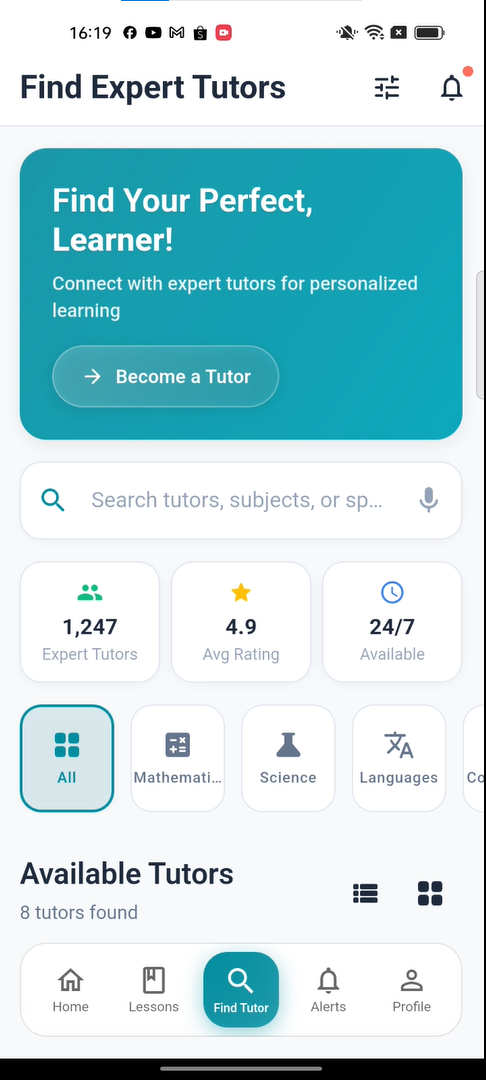 16:19
Find Expert Tutors
Find Your Perfect,
Learner!
Connect with expert tutors for personalized
learning
Become a Tutor
Search tutors, subjects, or sp...
1,247
Expert Tutors
4.9
Avg Rating
24/7
Available
All
Mathemati...
Science
Languages
Co
Available Tutors
8 tutors found
Home
Lessons
Find Tutor
Alerts
Profile